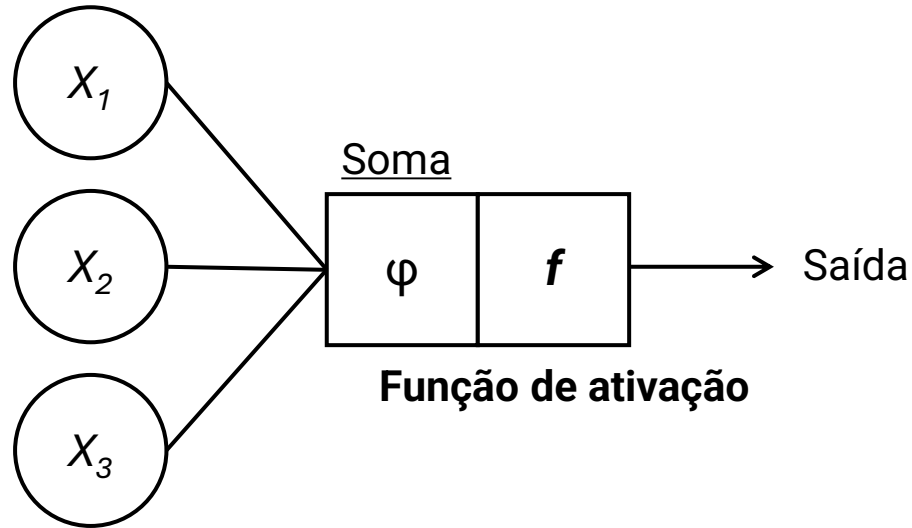 X1
Soma
X2
φ
f
Saída
Função de ativação
X3